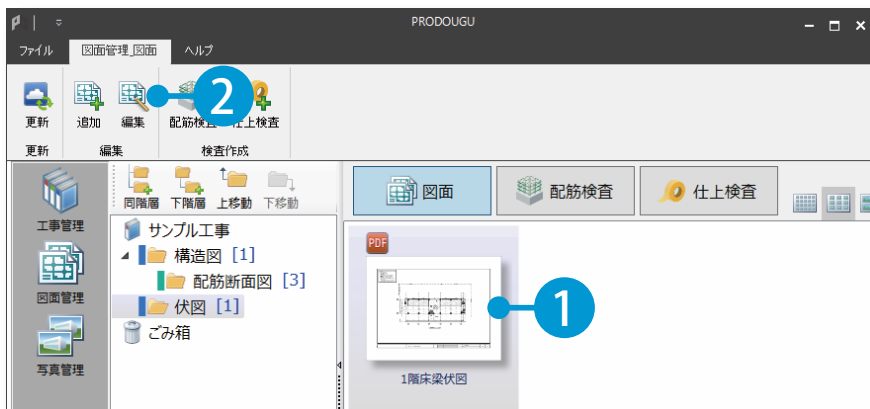 PRODOUGU
ファイル 図面管理_図面 ヘルプ
更新 追加 編集 配筋検査 仕上検査
更新 編集 検査作成
2
同階層 下階層 上移動 下移動
図面 配筋検査 仕上検査
工事管理
図面管理
写真管理
サンプル工事
構造図 [1]
配筋断面図 [3]
伏図 [1]
ごみ箱
PDF
1
1階床梁伏図